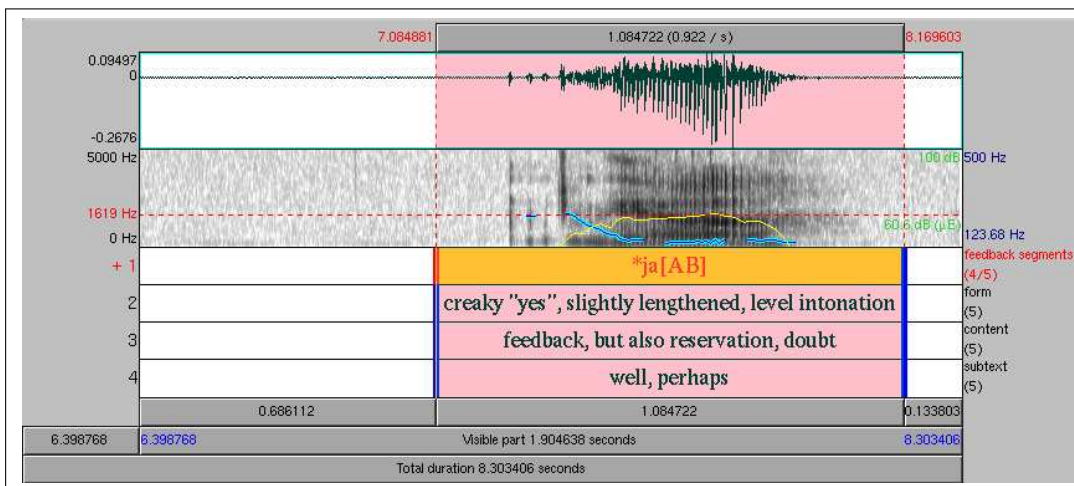 7.084881 1.084722 (0.922 / s) 8.169603
0.09497
0
-0.2676
5000 Hz 100 dB 500 Hz
1619 Hz
60.6 dB (µE)
0 Hz 123.68 Hz
+ 1 *ja[AB] feedback segments
(4/5)
2 creaky "yes", slightly lengthened, level intonation form
(5)
3 feedback, but also reservation, doubt content
(5)
4 well, perhaps subtext
(5)
0.686112 1.084722 0.133803
6.398768 6.398768 Visible part 1.904638 seconds 8.303406
Total duration 8.303406 seconds